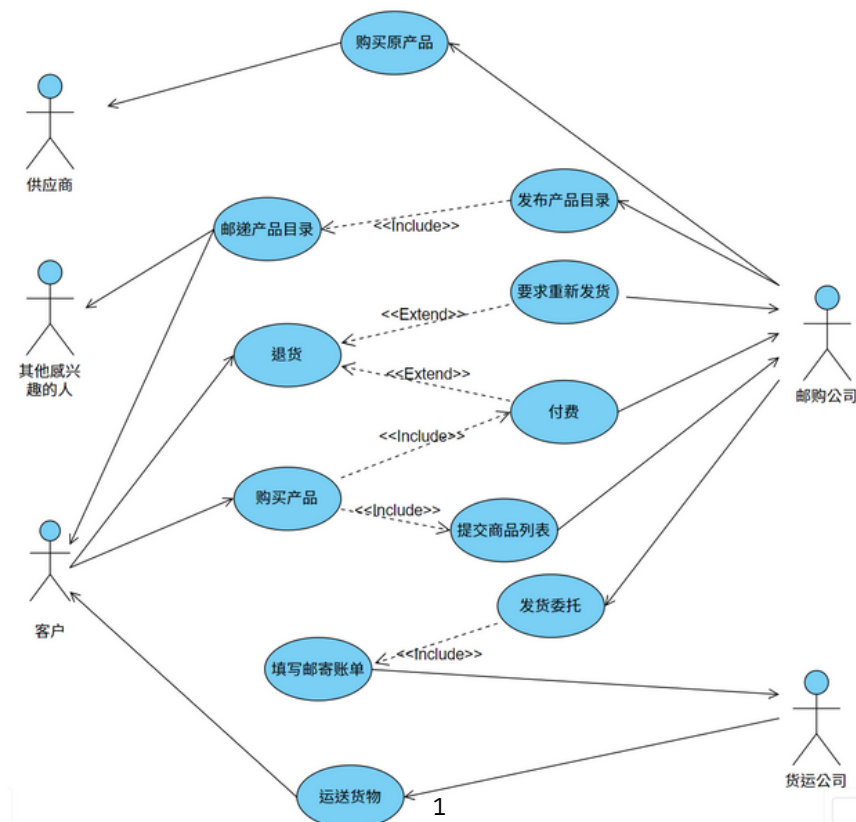 购买原产品
供应商
发布产品目录
邮递产品目录
<<Include>>
要求重新发货
<<Extend>>
退货
其他感兴
趣的人
<<Extend>>
付费
邮购公司
<<Include>>
购买产品
<<Include>>
提交商品列表
发货委托
客户
<<Include>>
填写邮寄账单
货运公司
运送货物
1